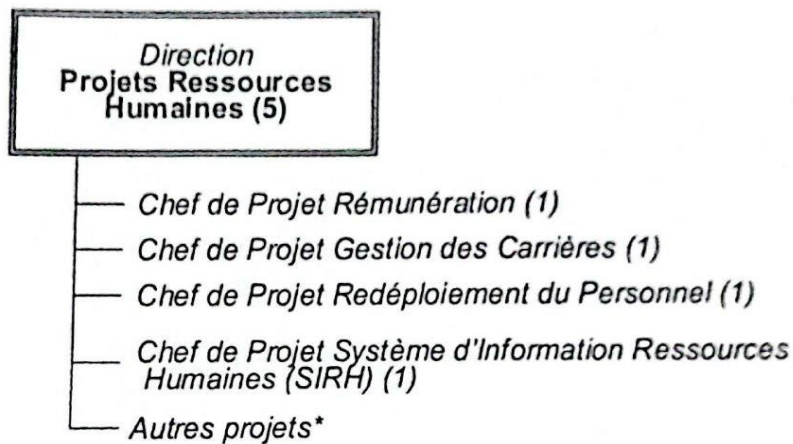 Direction
Projets Ressources
Humaines (5)
Chef de Projet Rémunération (1)
Chef de Projet Gestion des Carrières (1)
Chef de Projet Redéploiement du Personnel (1)
Chef de Projet Système d'Information Ressources
Humaines (SIRH) (1)
Autres projets*